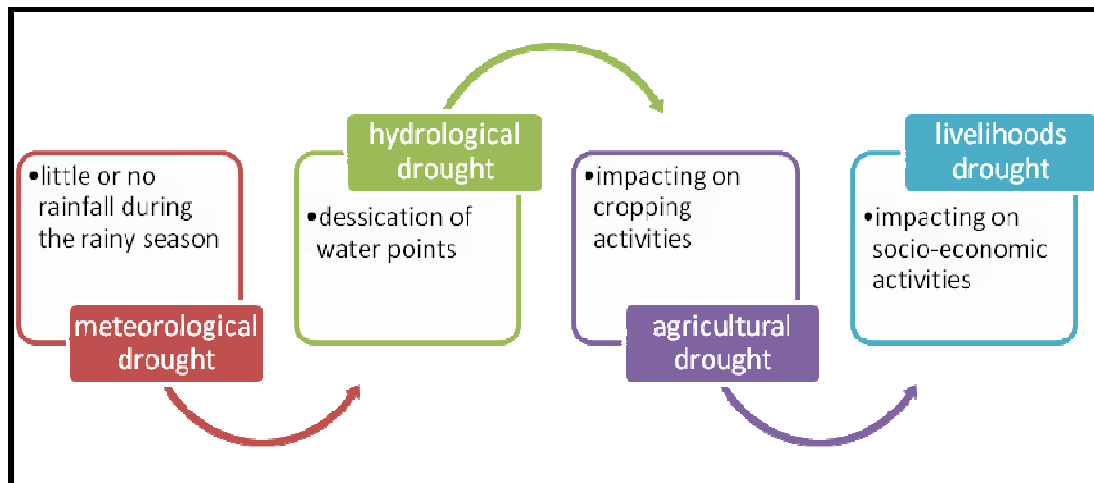 •little or no
rainfall during
the rainy season
meteorological
drought
hydrological
drought
•dessication of
water points
•impacting on
cropping
activities
agricultural
drought
livelihoods
drought
•impacting on
socio-economic
activities